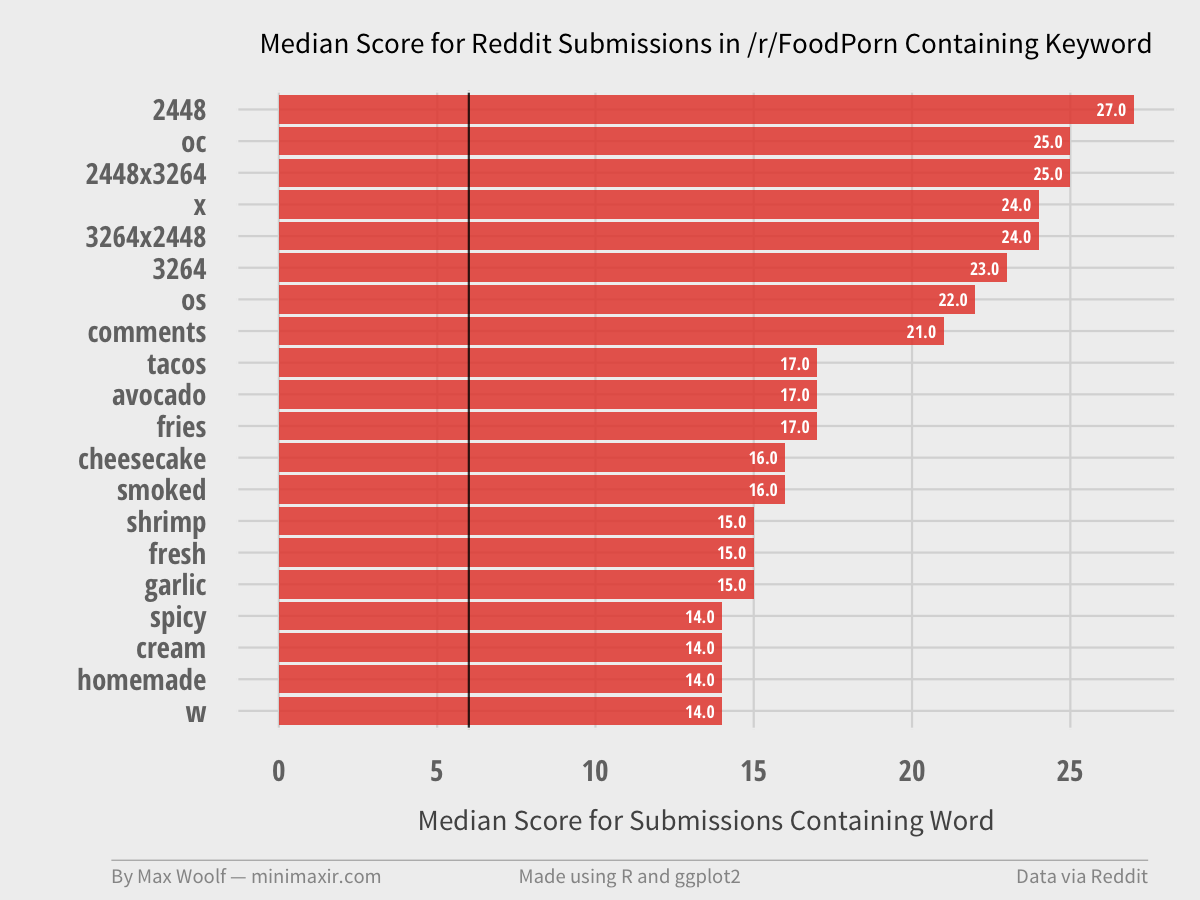 Median Score for Reddit Submissions in /r/FoodPorn Containing Keyword
2448 27.0
oc 25.0
2448x3264 25.0
x 24.0
3264x2448 24.0
3264 23.0
os 22.0
comments 21.0
tacos 17.0
avocado 17.0
fries 17.0
cheesecake 16.0
smoked 16.0
shrimp 15.0
fresh 15.0
garlic 15.0
spicy 14.0
cream 14.0
homemade 14.0
w 14.0
0 5 10 15 20 25
Median Score for Submissions Containing Word
By Max Woolf — minimaxir.com Made using R and ggplot2 Data via Reddit